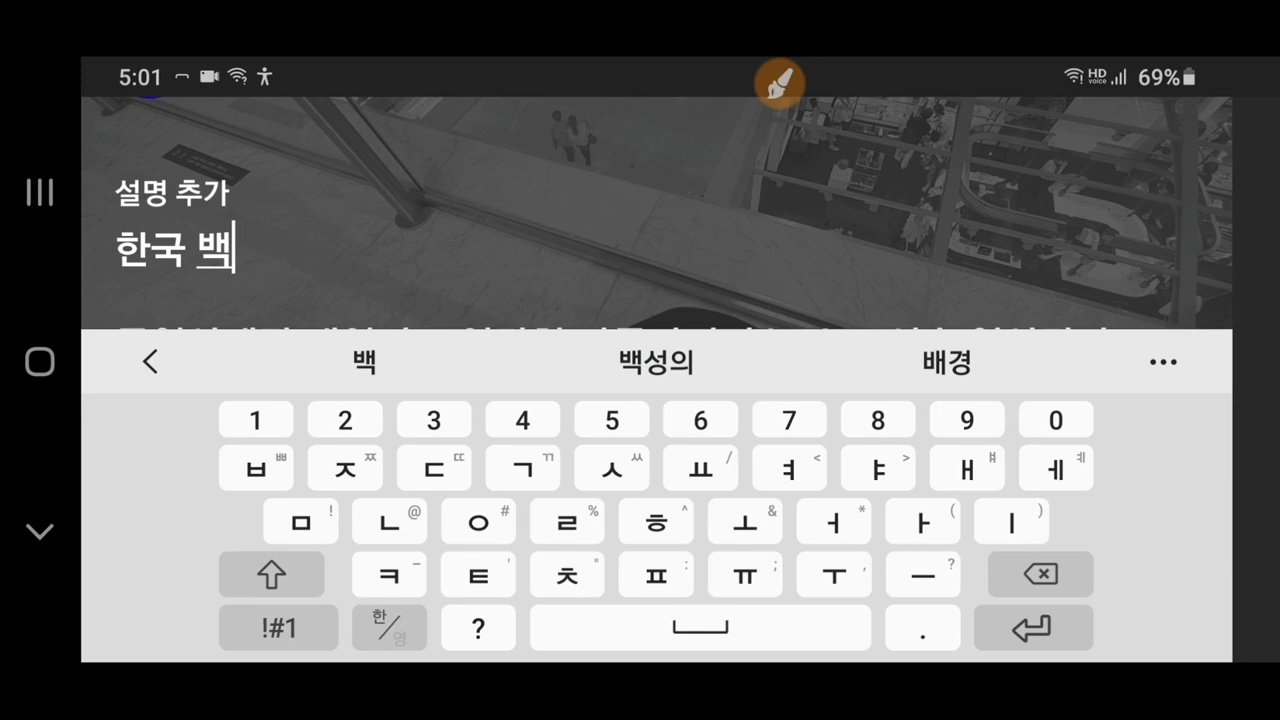 5:01 HD voice 69%
설명 추가
한국 백
백 백성의 배경 •••
1 2 3 4 5 6 7 8 9 0
ㅂ ㅃ ㅈ ㅉ ㄷ ㄸ ㄱ ㄲ ㅅ ㅆ ㅛ / ㅕ < ㅑ > ㅐ ㅒ ㅔ ㅖ
ㅁ ! ㄴ @ ㅇ # ㄹ % ㅎ ^ ㅗ & ㅓ * ㅏ ( ㅣ )
ㅋ - ㅌ ' ㅊ " ㅍ : ㅠ ; ㅜ , ㅡ ?
!#1 한/영 ? .